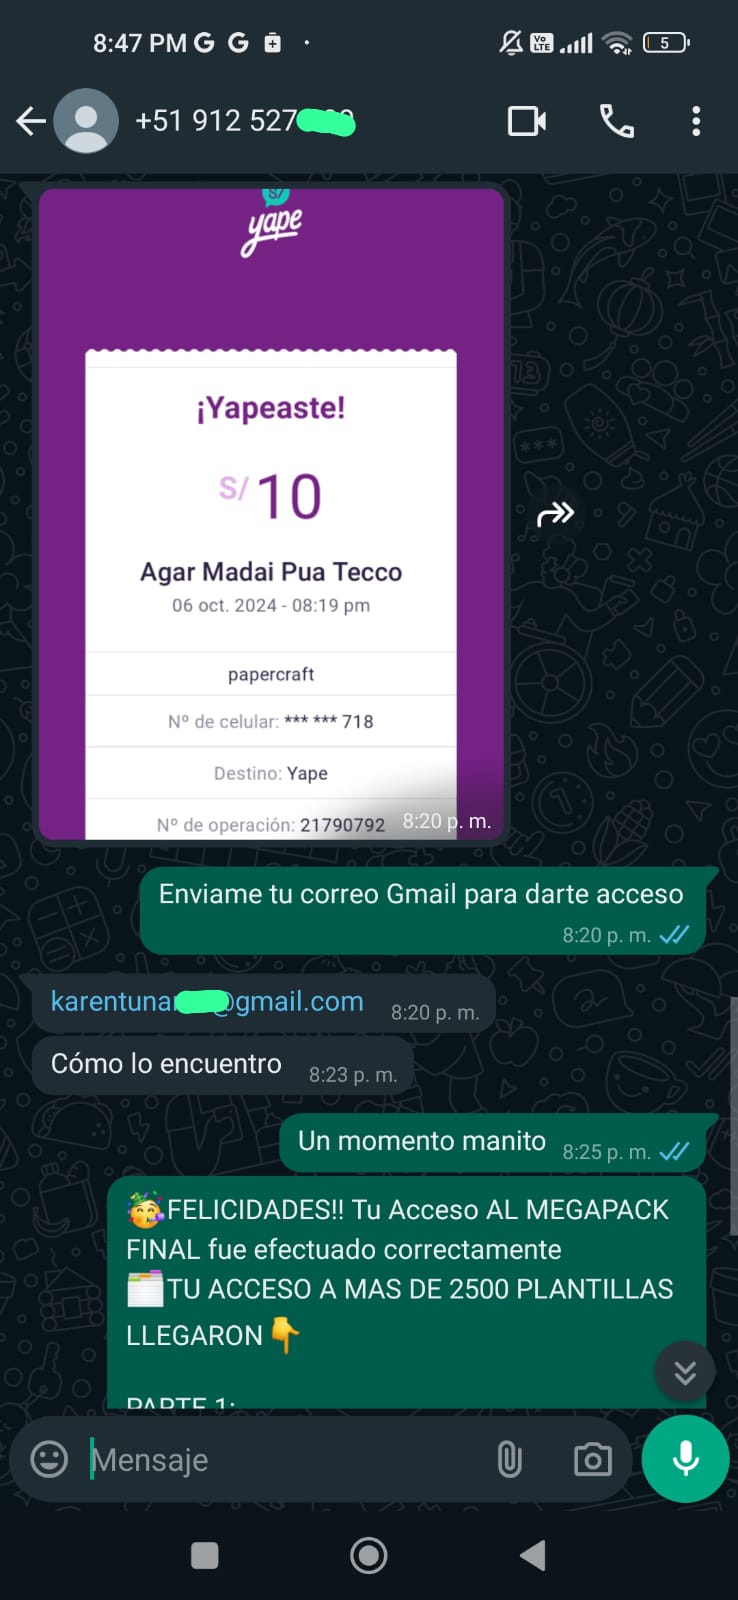 8:47 PM G G
Vo LTE
5
+51 912 527
S/
yape
¡Yapeaste!
S/ 10
Agar Madai Pua Tecco
06 oct. 2024 - 08:19 pm
papercraft
Nº de celular: *** *** 718
Destino: Yape
Nº de operación: 21790792
8:20 p. m.
Enviame tu correo Gmail para darte acceso
8:20 p. m.
karentuna @gmail.com 8:20 p. m.
Cómo lo encuentro 8:23 p. m.
Un momento manito 8:25 p. m.
🥳FELICIDADES!! Tu Acceso AL MEGAPACK
FINAL fue efectuado correctamente
🗂️TU ACCESO A MAS DE 2500 PLANTILLAS
LLEGARON👇
PARTE 1:
Mensaje